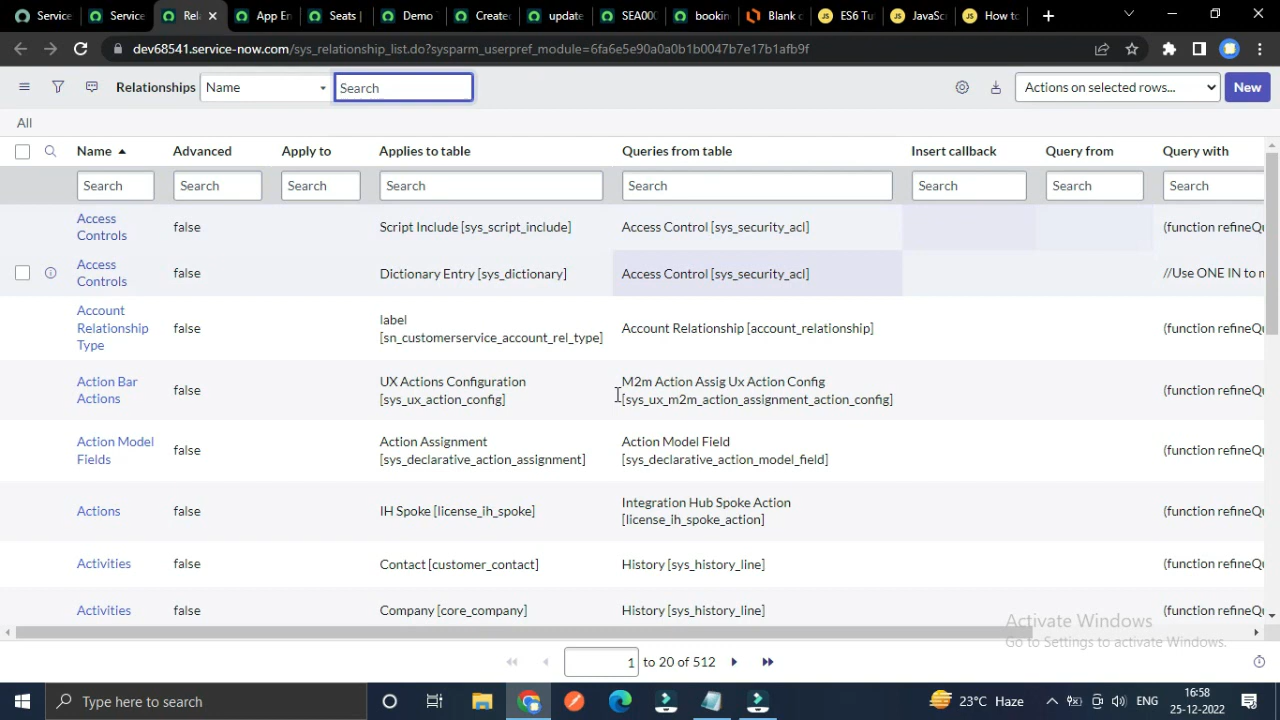 Service
Service
Rela
App En
Seats |
Demo
Create
update
SEA000
bookin
Blank c
ES6 Tu
JavaSc
How to
dev68541.service-now.com/sys_relationship_list.do?sysparm_userpref_module=6fa6e5e90a0a0b1b0047b7e17b1afb9f
Relationships Name Search Actions on selected rows... New
All
Name Advanced Apply to Applies to table Queries from table Insert callback Query from Query with
Search Search Search Search Search Search Search Search
Access
Controls
false Script Include [sys_script_include] Access Control [sys_security_acl] (function refineQu
Access
Controls
false Dictionary Entry [sys_dictionary] Access Control [sys_security_acl] //Use ONE IN to m
Account
Relationship
Type
false
label
[sn_customerservice_account_rel_type]
Account Relationship [account_relationship] (function refineQu
Action Bar
Actions
false
UX Actions Configuration
[sys_ux_action_config]
M2m Action Assig Ux Action Config
[sys_ux_m2m_action_assignment_action_config]
(function refineQu
Action Model
Fields
false
Action Assignment
[sys_declarative_action_assignment]
Action Model Field
[sys_declarative_action_model_field]
(function refineQu
Actions false IH Spoke [license_ih_spoke]
Integration Hub Spoke Action
[license_ih_spoke_action]
(function refineQu
Activities false Contact [customer_contact] History [sys_history_line] (function refineQu
Activities false Company [core_company] History [sys_history_line] (function refineQu
Activate Windows
Go to Settings to activate Windows.
1 to 20 of 512
Type here to search
23°C Haze
ENG
16:58
25-12-2022